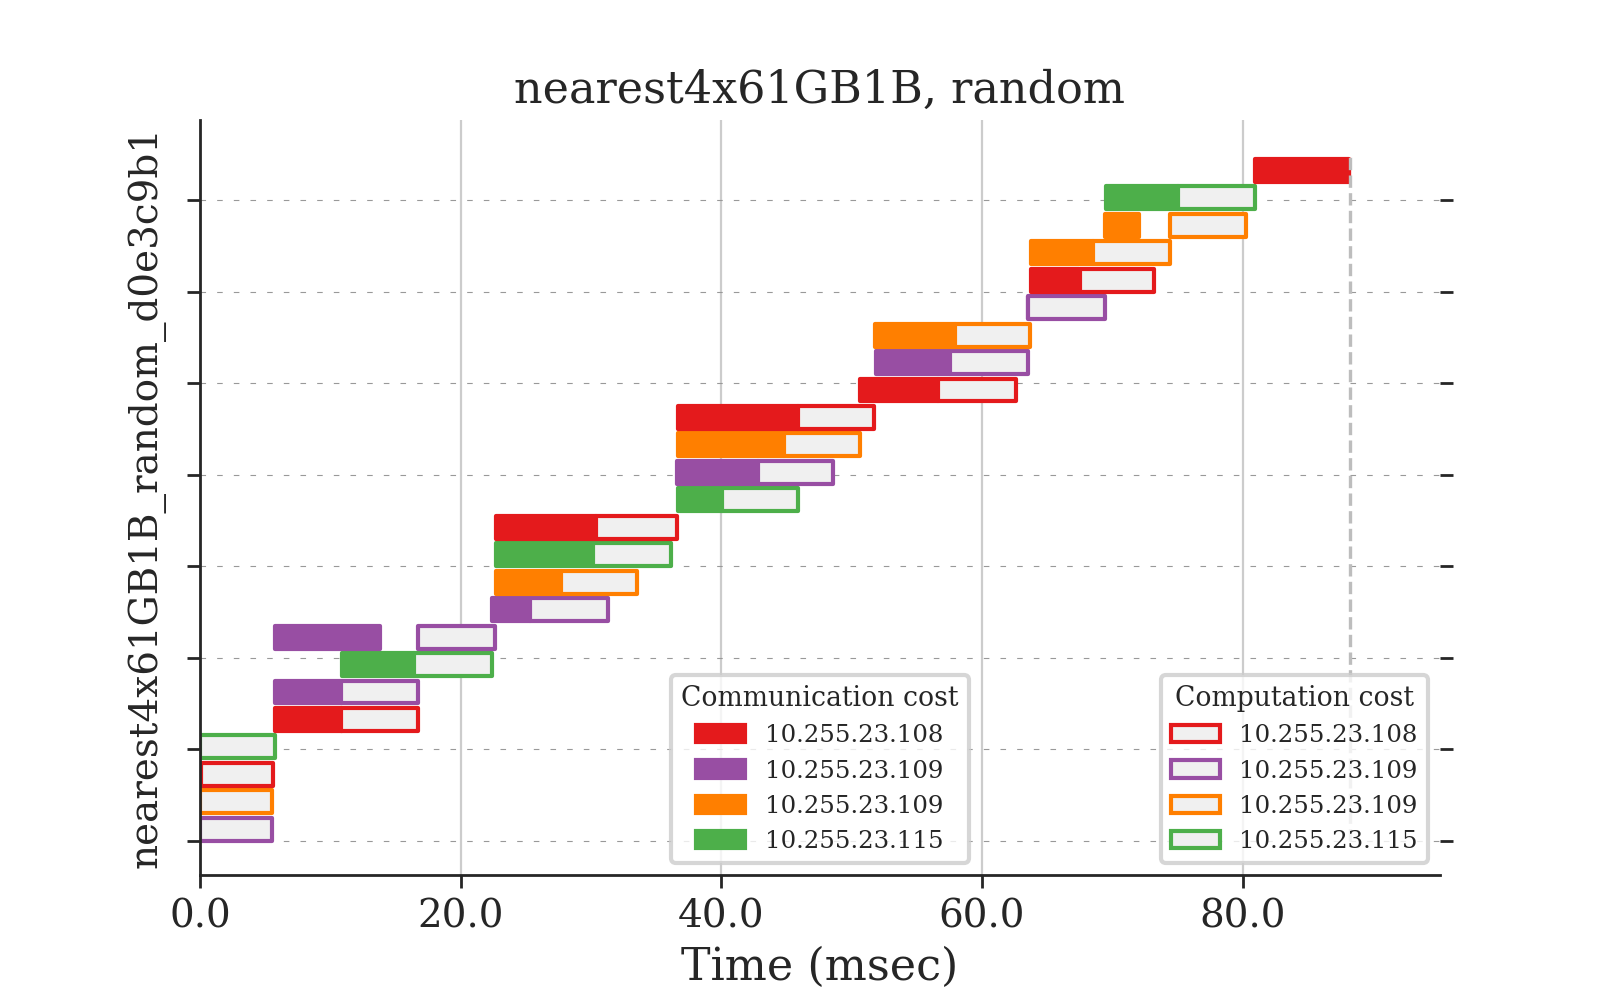 nearest4x61GB1B, random
nearest4x61GB1B_random_d0e3c9b1
Communication cost
10.255.23.108
10.255.23.109
10.255.23.109
10.255.23.115
Computation cost
10.255.23.108
10.255.23.109
10.255.23.109
10.255.23.115
0.0 20.0 40.0 60.0 80.0
Time (msec)